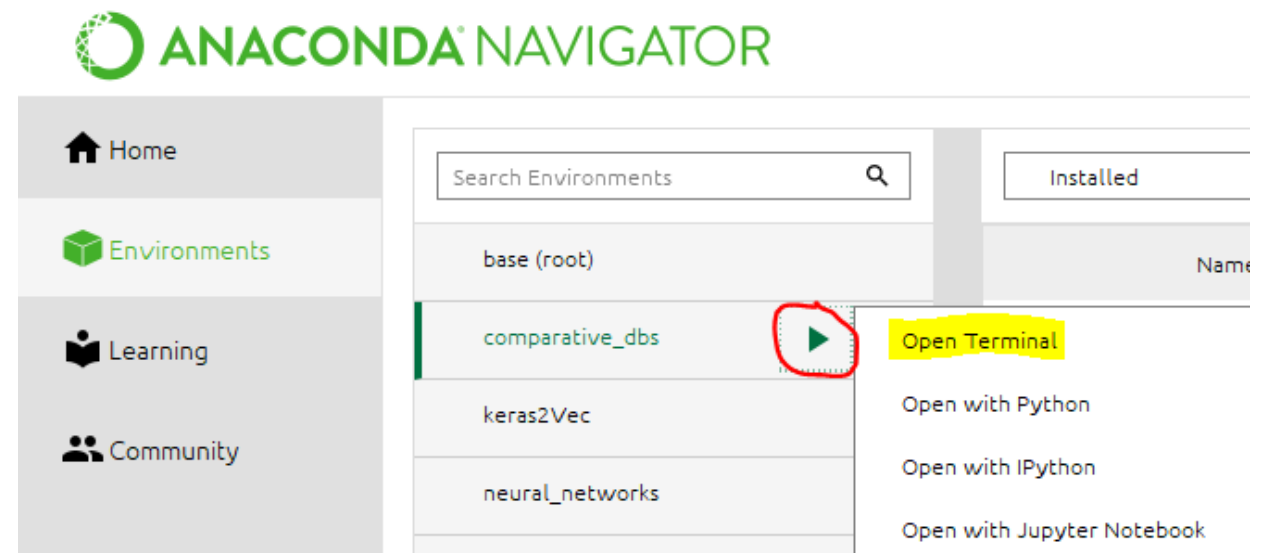 ANACONDA NAVIGATOR
Home
Environments
Learning
Community
Search Environments
base (root)
comparative_dbs
keras2Vec
neural_networks
Installed
Name
Open Terminal
Open with Python
Open with IPython
Open with Jupyter Notebook